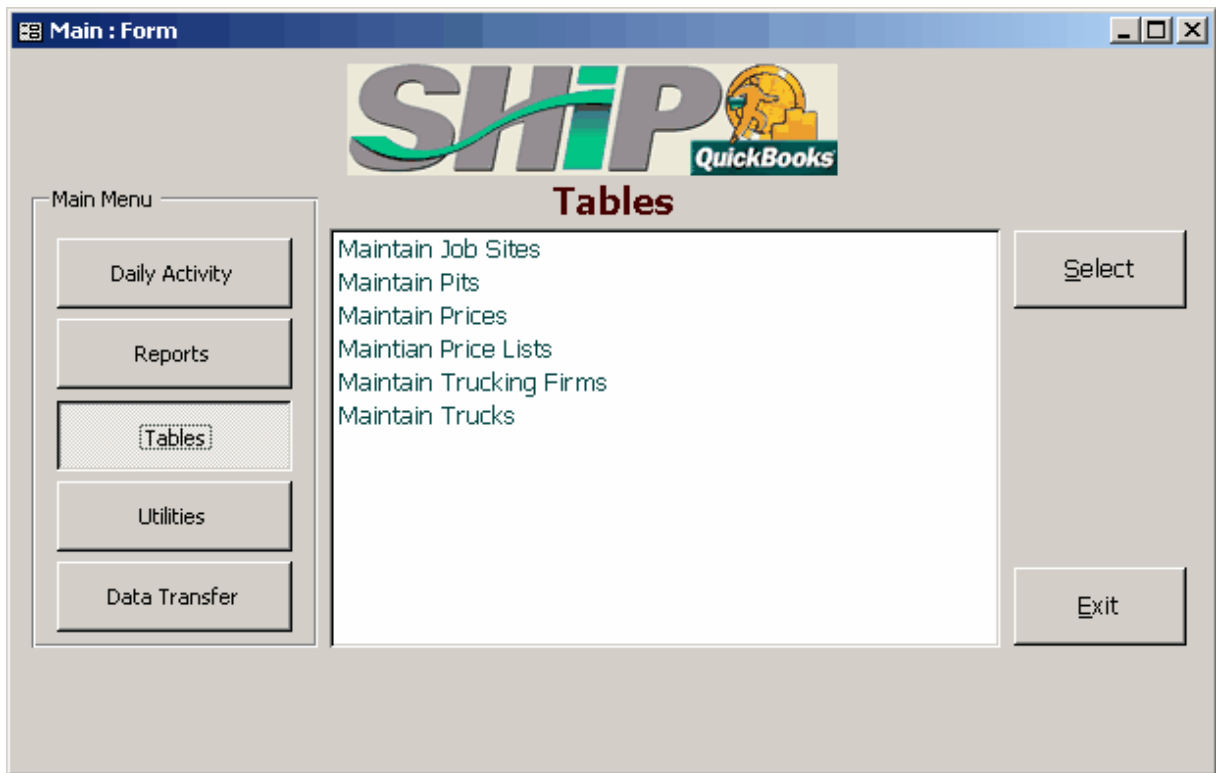 Main : Form
SHiP
QuickBooks
Tables
Main Menu
Daily Activity
Reports
Tables
Utilities
Data Transfer
Maintain Job Sites
Maintain Pits
Maintain Prices
Maintian Price Lists
Maintain Trucking Firms
Maintain Trucks
Select
Exit